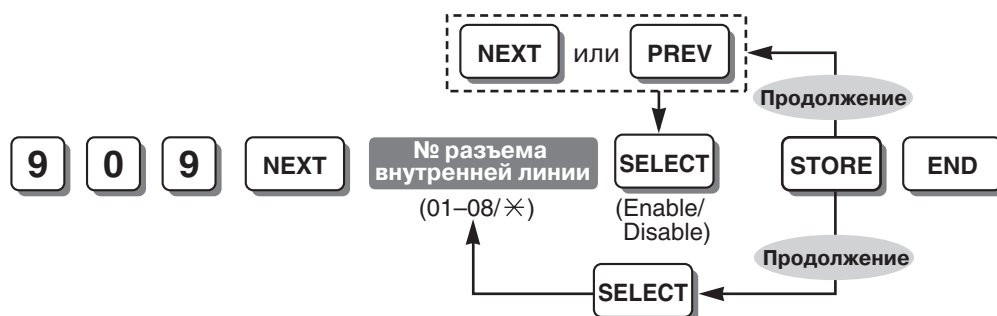 NEXT или PREV
Продолжение
9 0 9 NEXT № разъема внутренней линии SELECT STORE END
(01–08/✳) (Enable/
Disable)
Продолжение
SELECT